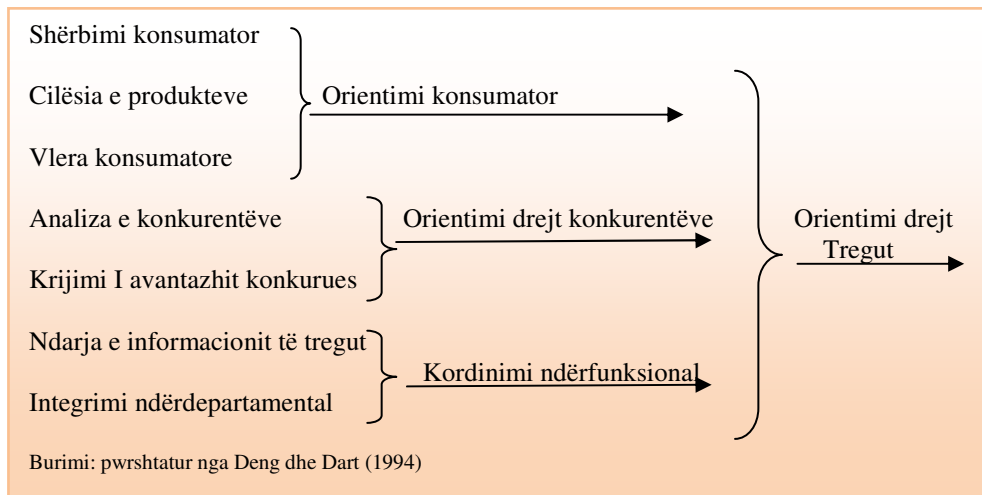 Shërbimi konsumator
Cilësia e produkteve
Orientimi konsumator
Vlera konsumatore
Analiza e konkurentëve
Orientimi drejt konkurentëve
Krijimi I avantazhit konkurues
Ndarja e informacionit të tregut
Kordinimi ndërfunksional
Integrimi ndërdepartamental
Orientimi drejt
Tregut
Burimi: pwrshtatur nga Deng dhe Dart (1994)